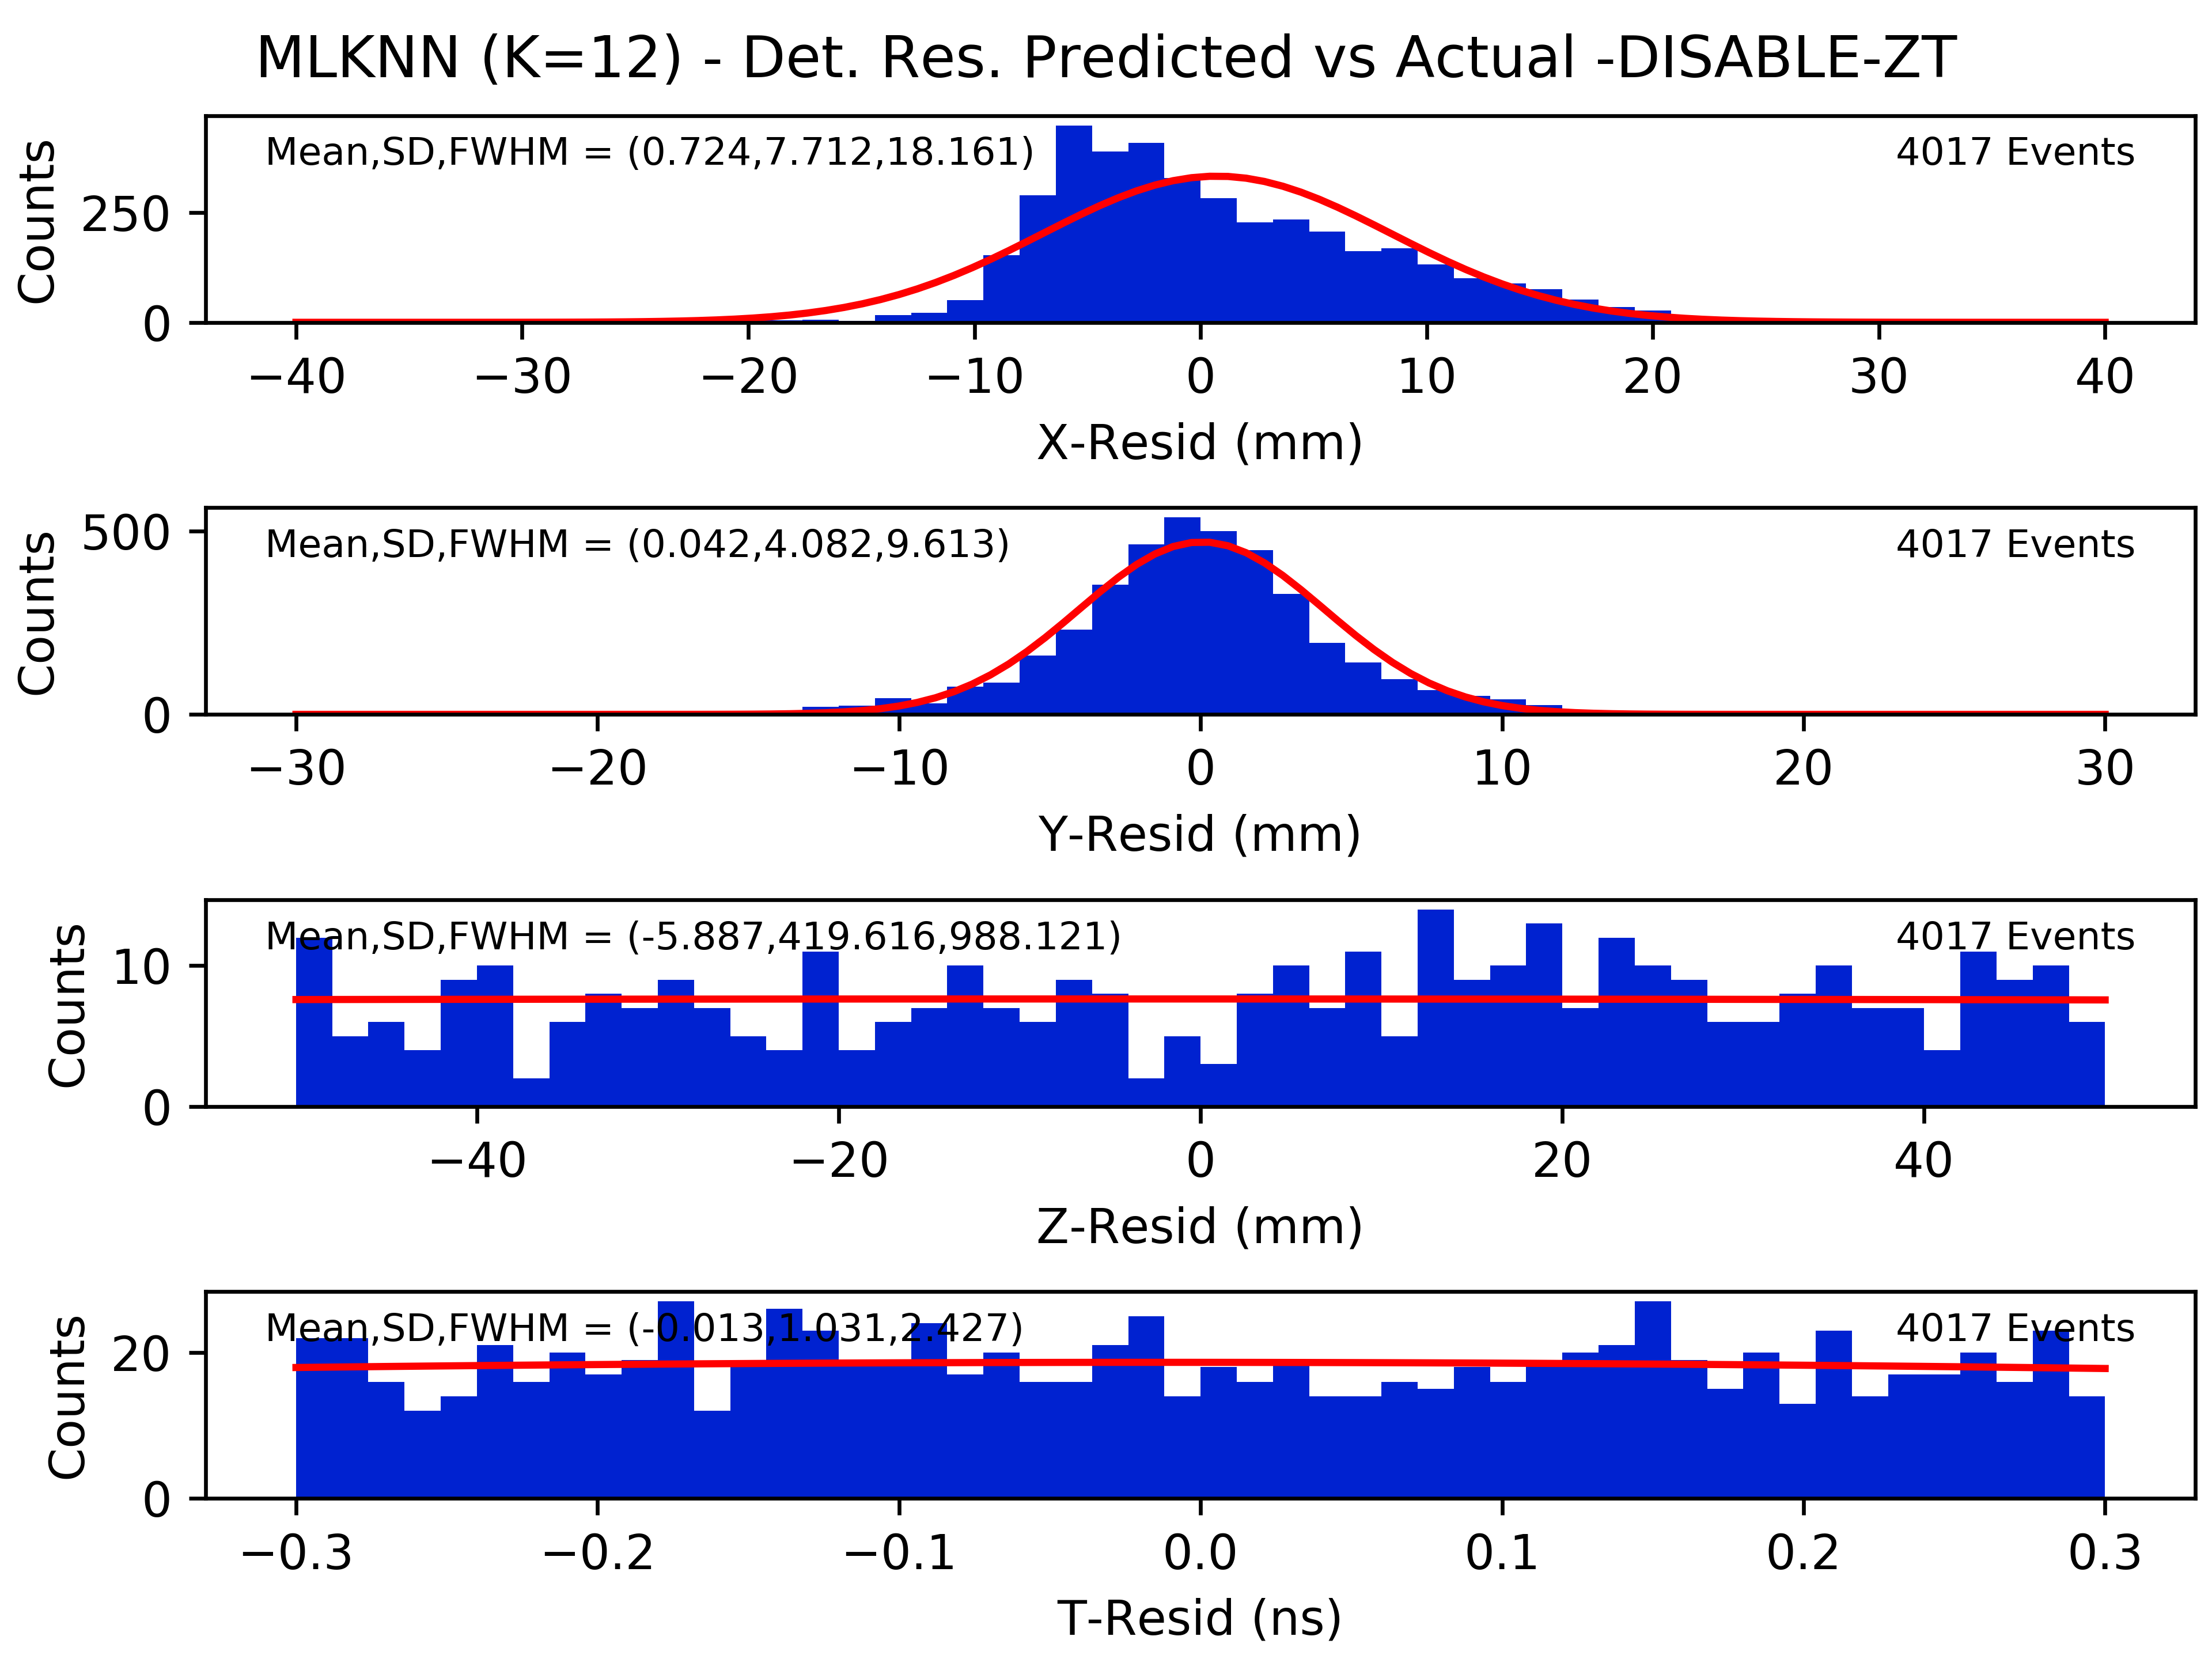 MLKNN (K=12) - Det. Res. Predicted vs Actual -DISABLE-ZT
Mean,SD,FWHM = (0.724,7.712,18.161)
4017 Events
Counts
250
0
−40 −30 −20 −10 0 10 20 30 40
X-Resid (mm)
Mean,SD,FWHM = (0.042,4.082,9.613)
4017 Events
Counts
500
0
−30 −20 −10 0 10 20 30
Y-Resid (mm)
Mean,SD,FWHM = (-5.887,419.616,988.121)
4017 Events
Counts
10
0
−40 −20 0 20 40
Z-Resid (mm)
Mean,SD,FWHM = (-0.013,1.031,2.427)
4017 Events
Counts
20
0
−0.3 −0.2 −0.1 0.0 0.1 0.2 0.3
T-Resid (ns)